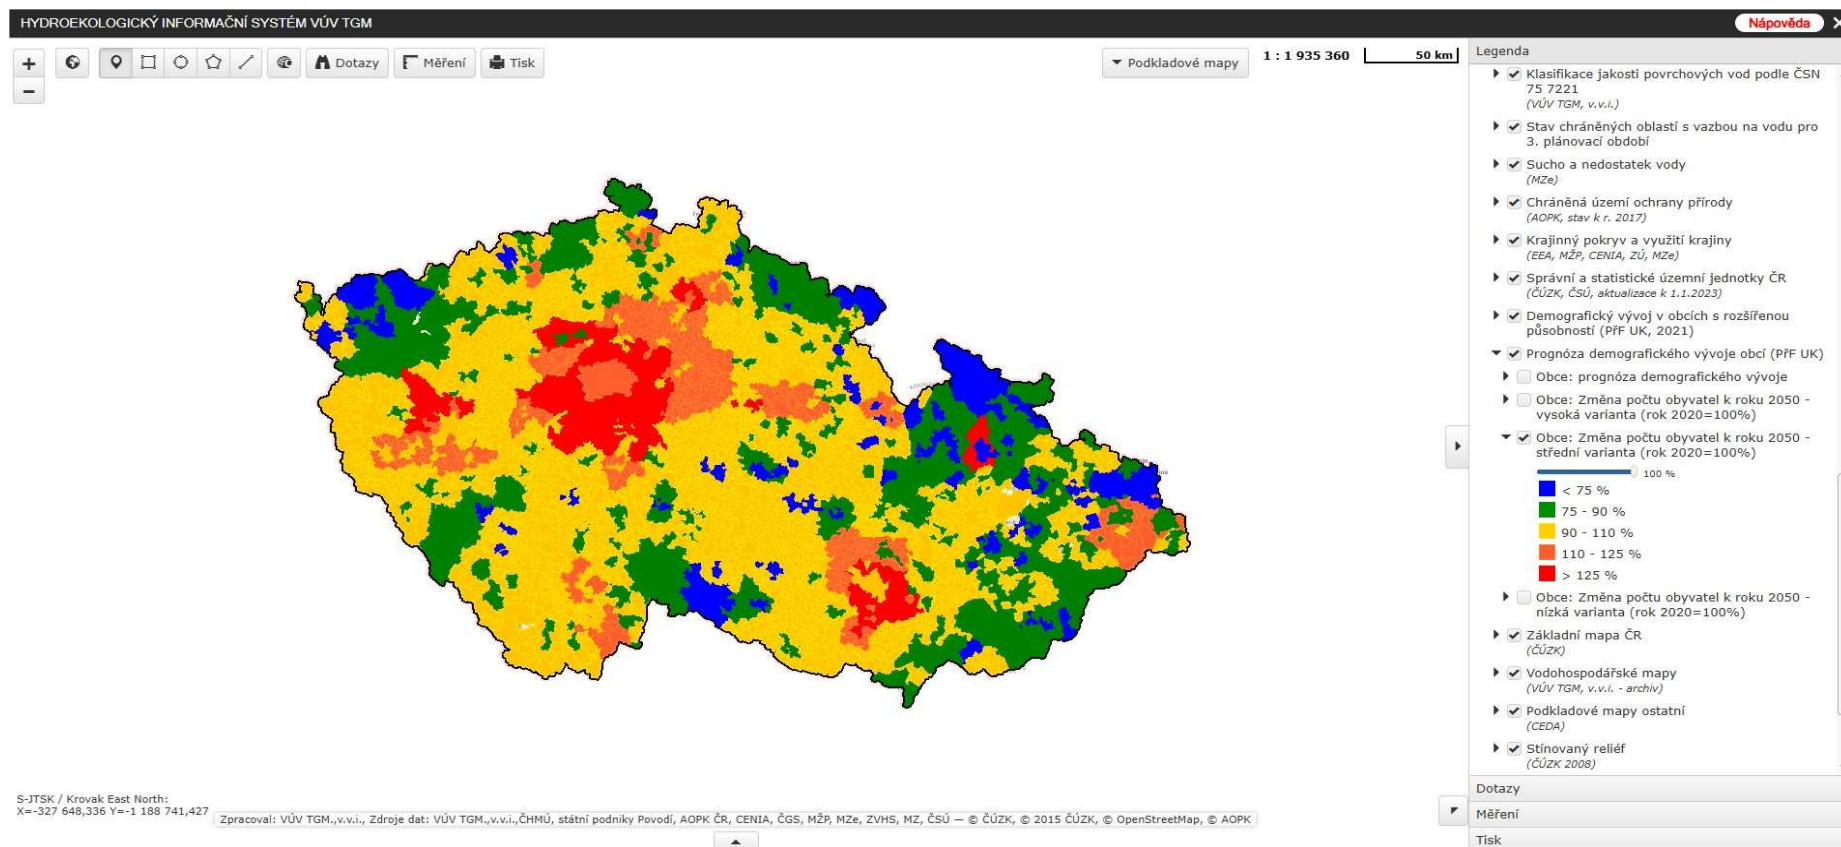 HYDROEKOLOGICKÝ INFORMAČNÍ SYSTÉM VÚV TGM
Nápověda
+
−
Dotazy
Měření
Tisk
Podkladové mapy
1 : 1 935 360
50 km
Legenda
Klasifikace jakosti povrchových vod podle ČSN
75 7221
(VÚV TGM, v.v.i.)
Stav chráněných oblastí s vazbou na vodu pro
3. plánovací období
Sucho a nedostatek vody
(MZe)
Chráněná území ochrany přírody
(AOPK, stav k r. 2017)
Krajinný pokryv a využití krajiny
(EEA, MŽP, CENIA, ZÚ, MZe)
Správní a statistické územní jednotky ČR
(ČÚZK, ČSÚ, aktualizace k 1.1.2023)
Demografický vývoj v obcích s rozšířenou
působností (PřF UK, 2021)
Prognóza demografického vývoje obcí (PřF UK)
Obce: prognóza demografického vývoje
Obce: Změna počtu obyvatel k roku 2050 -
vysoká varianta (rok 2020=100%)
Obce: Změna počtu obyvatel k roku 2050 -
střední varianta (rok 2020=100%)
100 %
< 75 %
75 - 90 %
90 - 110 %
110 - 125 %
> 125 %
Obce: Změna počtu obyvatel k roku 2050 -
nízká varianta (rok 2020=100%)
Základní mapa ČR
(ČÚZK)
Vodohospodářské mapy
(VÚV TGM, v.v.i. - archiv)
Podkladové mapy ostatní
(CEDA)
Stínovaný reliéf
(ČÚZK 2008)
Dotazy
Měření
Tisk
S-JTSK / Krovak East North:
X=-327 648,336 Y=-1 188 741,427
Zpracoval: VÚV TGM.,v.v.i., Zdroje dat: VÚV TGM.,v.v.i.,ČHMÚ, státní podniky Povodí, AOPK ČR, CENIA, ČGS, MŽP, MZe, ZVHS, MZ, ČSÚ — © ČÚZK, © 2015 ČÚZK, © OpenStreetMap, © AOPK